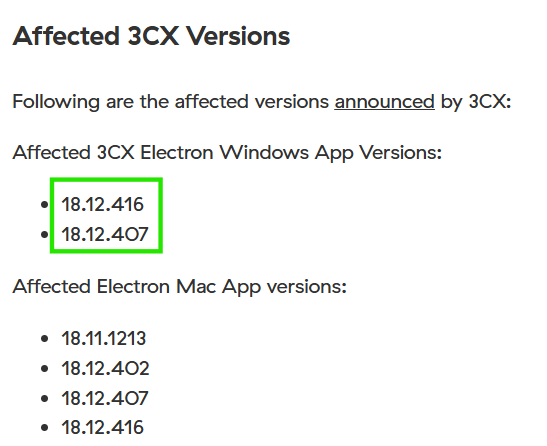 Affected 3CX Versions
Following are the affected versions announced by 3CX:
Affected 3CX Electron Windows App Versions:
18.12.416
18.12.407
Affected Electron Mac App versions:
18.11.1213
18.12.402
18.12.407
18.12.416